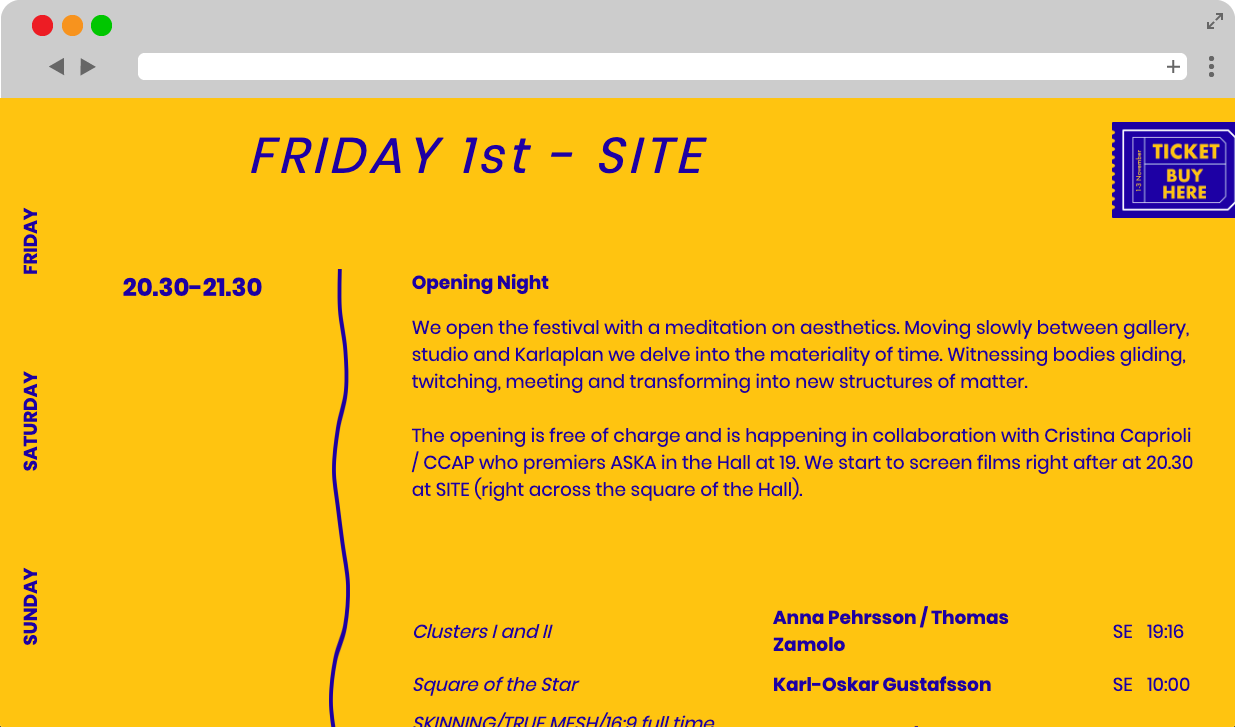 FRIDAY 1st - SITE
1-3 November
TICKET
BUY
HERE
FRIDAY
SATURDAY
SUNDAY
20.30-21.30
Opening Night
We open the festival with a meditation on aesthetics. Moving slowly between gallery,
studio and Karlaplan we delve into the materiality of time. Witnessing bodies gliding,
twitching, meeting and transforming into new structures of matter.
The opening is free of charge and is happening in collaboration with Cristina Caprioli
/ CCAP who premiers ASKA in the Hall at 19. We start to screen films right after at 20.30
at SITE (right across the square of the Hall).
Clusters I and II
Anna Pehrsson / Thomas
Zamolo
SE 19:16
Square of the Star
Karl-Oskar Gustafsson
SE 10:00
SKINNING/TRUE MESH/16:9 full time